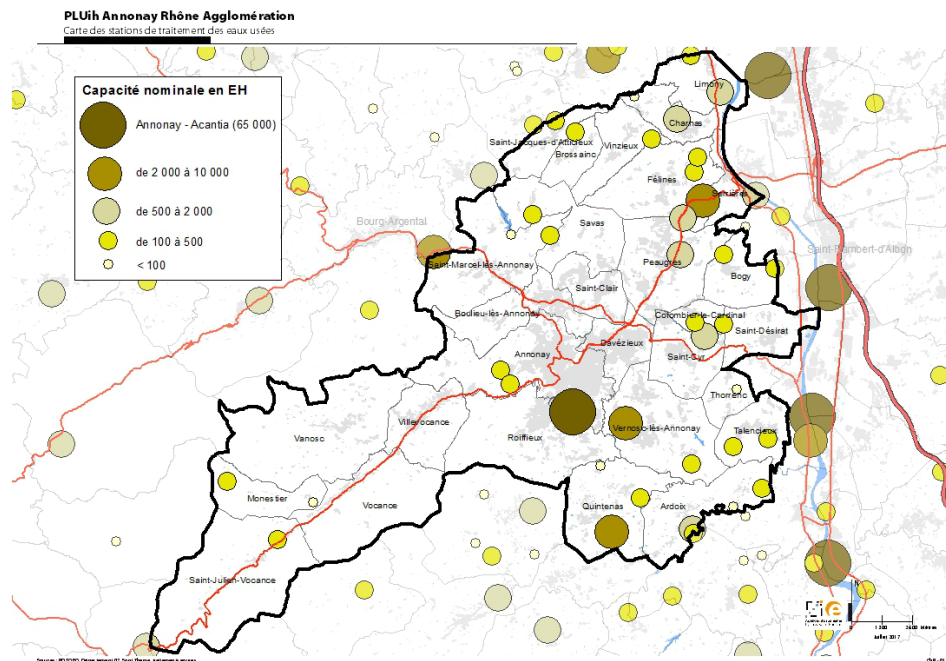 PLUih Annonay Rhône Agglomération
Carte des stations de traitement des eaux usées
Capacité nominale en EH
Annonay - Acantia (65 000)
de 2 000 à 10 000
de 500 à 2 000
de 100 à 500
< 100
Limony
Charnas
Saint-Jacques-d'Atticieux
Brossainc
Vinzieux
Félines
Serrières
Bourg-Argental
Savas
Saint-Rambert-d'Albon
Saint-Marcel-lès-Annonay
Peaugres
Bogy
Saint-Clair
Boulieu-lès-Annonay
Colombier-le-Cardinal
Saint-Désirat
Davézieux
Annonay
Saint-Cyr
Thorrenc
Villevocance
Vanosc
Roiffieux
Vernosc-lès-Annonay
Talencieux
Monestier
Vocance
Quintenas
Ardoix
Saint-Julien-Vocance
N
Juillet 2017